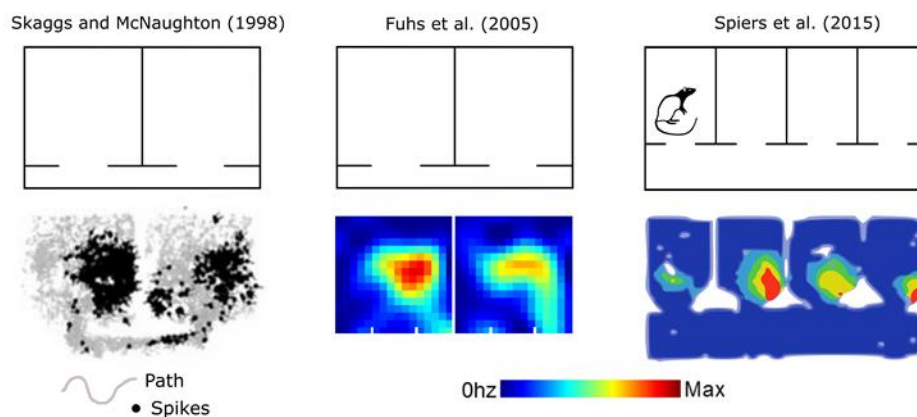 Skaggs and McNaughton (1998)
Fuhs et al. (2005)
Spiers et al. (2015)
Path
Spikes
0hz
Max